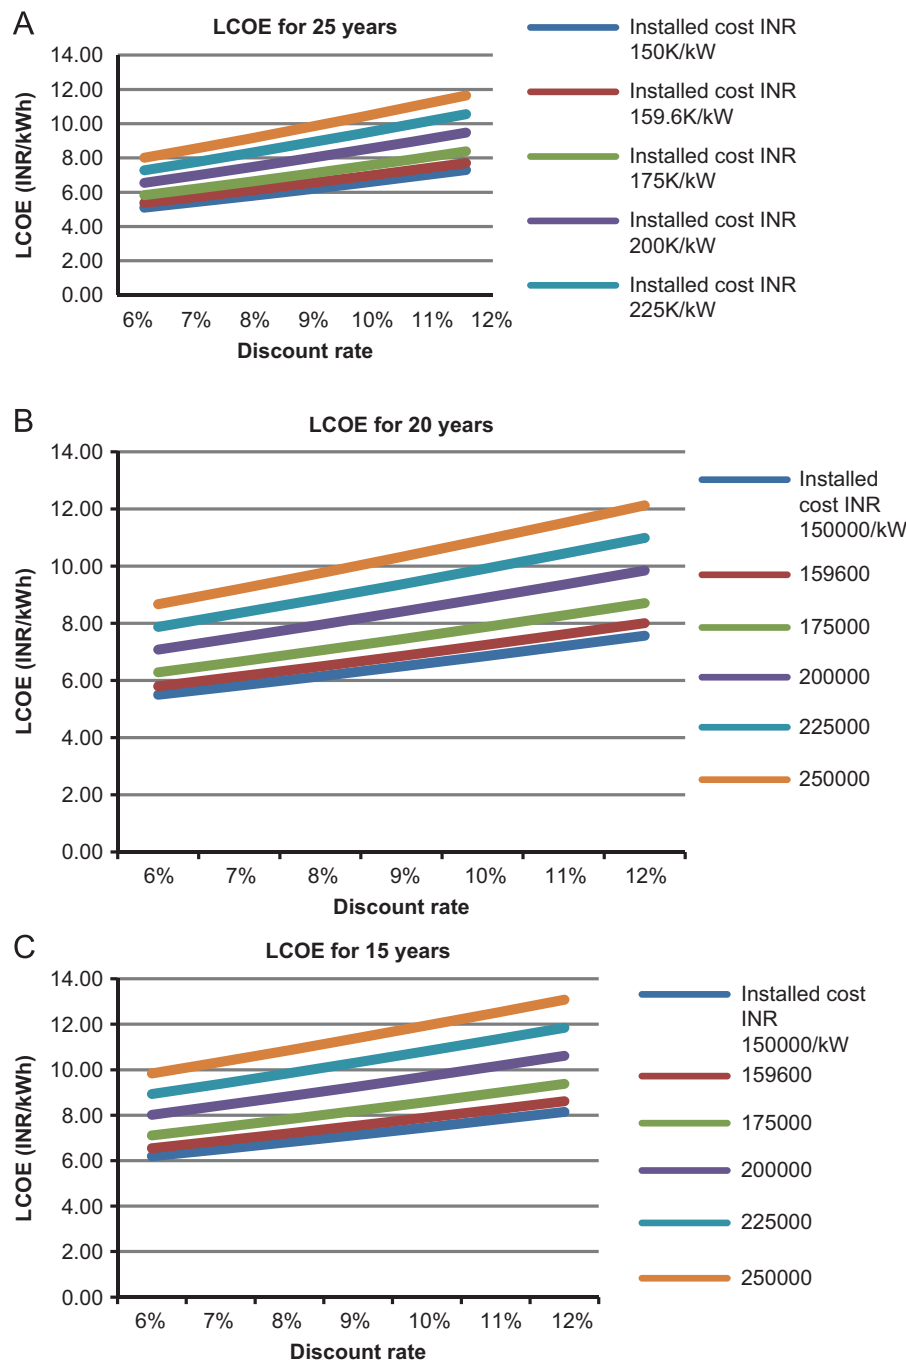 A
LCOE for 25 years
14.00
12.00
10.00
8.00
6.00
4.00
2.00
0.00
LCOE (INR/kWh)
6% 7% 8% 9% 10% 11% 12%
Discount rate
Installed cost INR
150K/kW
Installed cost INR
159.6K/kW
Installed cost INR
175K/kW
Installed cost INR
200K/kW
Installed cost INR
225K/kW
B
LCOE for 20 years
14.00
12.00
10.00
8.00
6.00
4.00
2.00
0.00
LCOE (INR/kWh)
6% 7% 8% 9% 10% 11% 12%
Discount rate
Installed
cost INR
150000/kW
159600
175000
200000
225000
250000
C
LCOE for 15 years
14.00
12.00
10.00
8.00
6.00
4.00
2.00
0.00
LCOE (INR/kWh)
6% 7% 8% 9% 10% 11% 12%
Discount rate
Installed cost
INR
150000/kW
159600
175000
200000
225000
250000